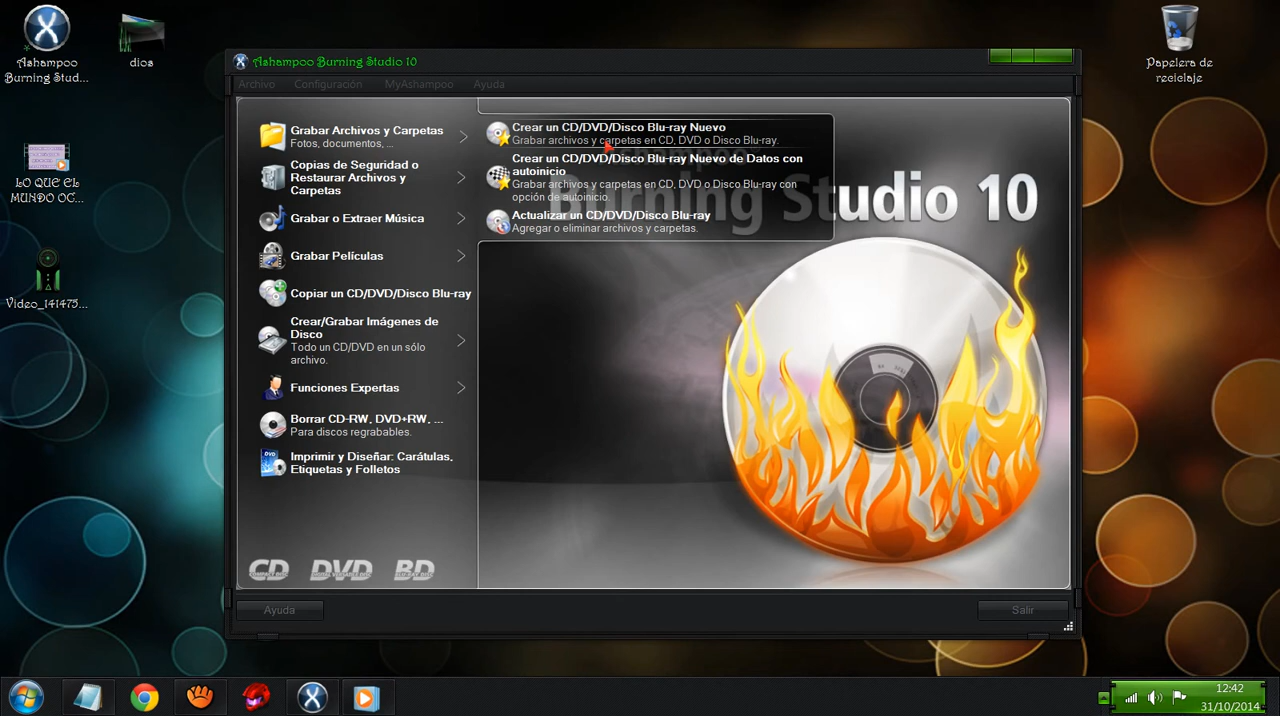 Ashampoo
Burning Stud...
dios
LO QUE EL
MUNDO OC...
Video_141475...
Papelera de
reciclaje
Ashampoo Burning Studio 10
Archivo Configuración MyAshampoo Ayuda
Grabar Archivos y Carpetas
Fotos, documentos, ...
Copias de Seguridad o
Restaurar Archivos y
Carpetas
Grabar o Extraer Música
Grabar Películas
Copiar un CD/DVD/Disco Blu-ray
Crear/Grabar Imágenes de
Disco
Todo un CD/DVD en un sólo
archivo.
Funciones Expertas
Borrar CD-RW, DVD+RW, ...
Para discos regrabables.
Imprimir y Diseñar: Carátulas,
Etiquetas y Folletos
Crear un CD/DVD/Disco Blu-ray Nuevo
Grabar archivos y carpetas en CD, DVD o Disco Blu-ray.
Crear un CD/DVD/Disco Blu-ray Nuevo de Datos con
autoinicio
Grabar archivos y carpetas en CD, DVD o Disco Blu-ray con
opción de autoinicio.
Actualizar un CD/DVD/Disco Blu-ray
Agregar o eliminar archivos y carpetas.
Burning Studio 10
CD DVD BD
Ayuda
Salir
12:42
31/10/2014